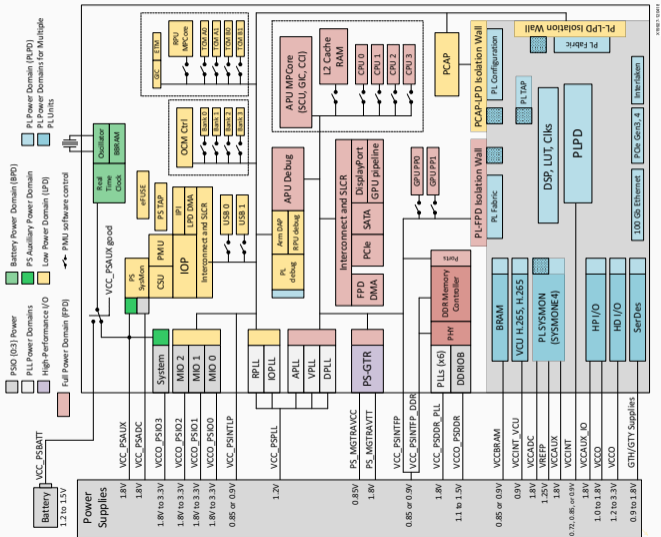 PL Power Domain (PLPD)
PL Power Domains for Multiple
PL Units
Battery Power Domain (BPD)
PS Auxiliary Power Domain
Low Power Domain (LPD)
PMU software control
PSIO (0:3) Power
PLL Power Domains
High-Performance I/O
Full Power Domain (FPD)
VCC_PSAUX good
Oscillator
BBRAM
Real
Time
Clock
ETM
GIC
RPU
MPCore
TCM A0
TCM A1
TCM B0
TCM B1
OCM Ctrl
Bank 0
Bank 1
Bank 2
Bank 3
eFUSE
PS TAP
IPI
LPD DMA
PS
SysMon
PMU
CSU
IOP
Interconnect and SLCR
USB 0
USB 1
System
MIO 2
MIO 1
MIO 0
APU MPCore
(SCU, GIC, CCI)
L2 Cache
RAM
CPU 0
CPU 1
CPU 2
CPU 3
APU Debug
Arm DAP
RPU debug
PL
debug
RPLL
IOPLL
APLL
VPLL
DPLL
Interconnect and SLCR
DisplayPort
GPU pipeline
PCIe
SATA
FPD
DMA
GPU PP0
GPU PP1
PS-GTR
Ports
DDR Memory
Controller
PHY
PLLs (x6)
DDRIOB
PCAP
PCAP-LPD Isolation Wall
PL-LPD Isolation Wall
PL-FPD Isolation Wall
PL Configuration
PL Fabric
PL TAP
PL Fabric
DSP, LUT, Clks
PLPD
Interlaken
PCIe Gen3, 4
100 Gb Ethernet
BRAM
VCU H.264, H.265
PL SYSMON
(SYSMONE4)
HP I/O
HD I/O
SerDes
Battery
VCC_PSBATT
1.2 to 1.5V
Power
Supplies
VCC_PSAUX
1.8V
VCC_PSADC
1.8V
VCCO_PSIO3
1.8V to 3.3V
VCCO_PSIO2
1.8V to 3.3V
VCCO_PSIO1
1.8V to 3.3V
VCCO_PSIO0
1.8V to 3.3V
VCC_PSINTLP
0.85 or 0.9V
VCC_PSPLL
1.2V
PS_MGTRAVCC
0.85V
PS_MGTRAVTT
1.8V
VCC_PSINTFP
VCC_PSINTFP_DDR
0.85 or 0.9V
VCC_PSDDR_PLL
1.8V
VCCO_PSDDR
1.1 to 1.5V
VCCBRAM
0.85 or 0.9V
VCCINT_VCU
0.9V
VCCADC
1.8V
VREFP
1.25V
VCCAUX
1.8V
VCCINT
0.72, 0.85, or 0.9V
VCCAUX_IO
1.8V
VCCO
1.0 to 1.8V
VCCO
1.2 to 3.3V
GTH/GTY Supplies
0.9 to 1.8V